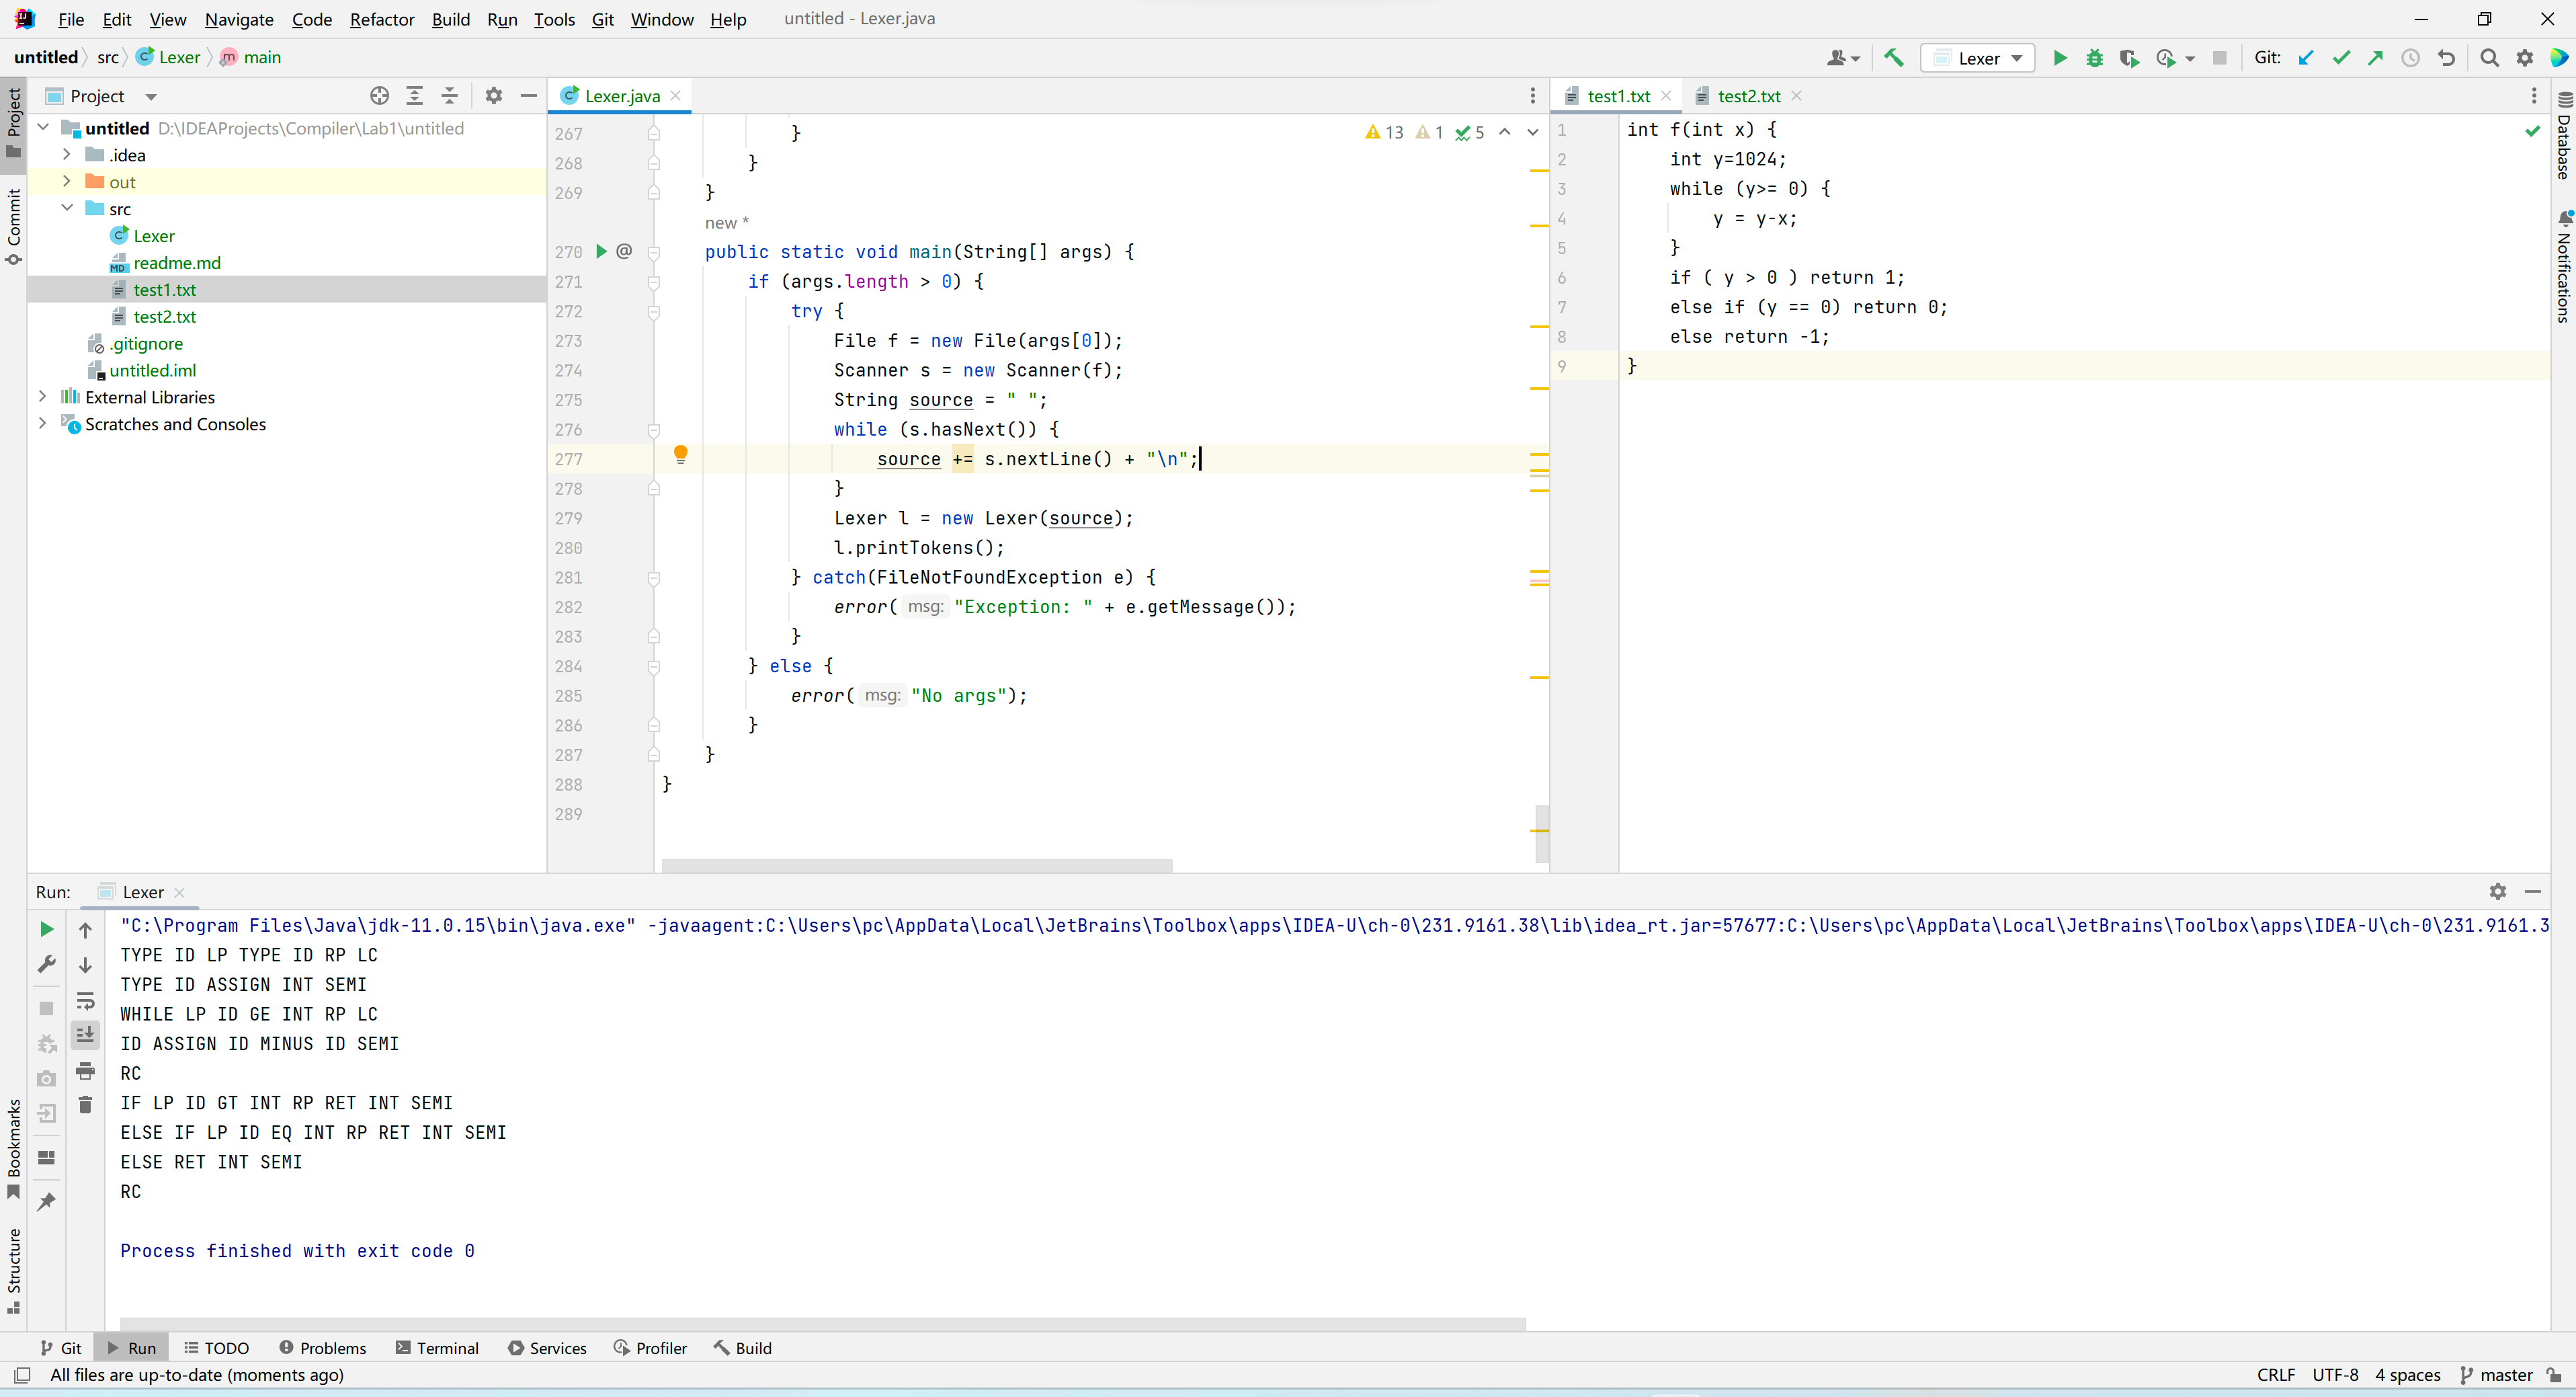 File Edit View Navigate Code Refactor Build Run Tools Git Window Help untitled - Lexer.java
untitled src Lexer main
Lexer Git:
Project
Lexer.java
test1.txt test2.txt
untitled D:\IDEAProjects\Compiler\Lab1\untitled
.idea
out
src
Lexer
readme.md
test1.txt
test2.txt
.gitignore
untitled.iml
External Libraries
Scratches and Consoles
Project
Commit
Bookmarks
Structure
13 1 5
267 }
268 }
269 }
new *
270 @ public static void main(String[] args) {
271 if (args.length > 0) {
272 try {
273 File f = new File(args[0]);
274 Scanner s = new Scanner(f);
275 String source = " ";
276 while (s.hasNext()) {
277 source += s.nextLine() + "\n";
278 }
279 Lexer l = new Lexer(source);
280 l.printTokens();
281 } catch(FileNotFoundException e) {
282 error( msg: "Exception: " + e.getMessage());
283 }
284 } else {
285 error( msg: "No args");
286 }
287 }
288 }
289
1 int f(int x) {
2 int y=1024;
3 while (y>= 0) {
4 y = y-x;
5 }
6 if ( y > 0 ) return 1;
7 else if (y == 0) return 0;
8 else return -1;
9 }
Database
Notifications
Run: Lexer
"C:\Program Files\Java\jdk-11.0.15\bin\java.exe" -javaagent:C:\Users\pc\AppData\Local\JetBrains\Toolbox\apps\IDEA-U\ch-0\231.9161.38\lib\idea_rt.jar=57677:C:\Users\pc\AppData\Local\JetBrains\Toolbox\apps\IDEA-U\ch-0\231.9161.3
TYPE ID LP TYPE ID RP LC
TYPE ID ASSIGN INT SEMI
WHILE LP ID GE INT RP LC
ID ASSIGN ID MINUS ID SEMI
RC
IF LP ID GT INT RP RET INT SEMI
ELSE IF LP ID EQ INT RP RET INT SEMI
ELSE RET INT SEMI
RC
Process finished with exit code 0
Git Run TODO Problems Terminal Services Profiler Build
All files are up-to-date (moments ago) CRLF UTF-8 4 spaces master